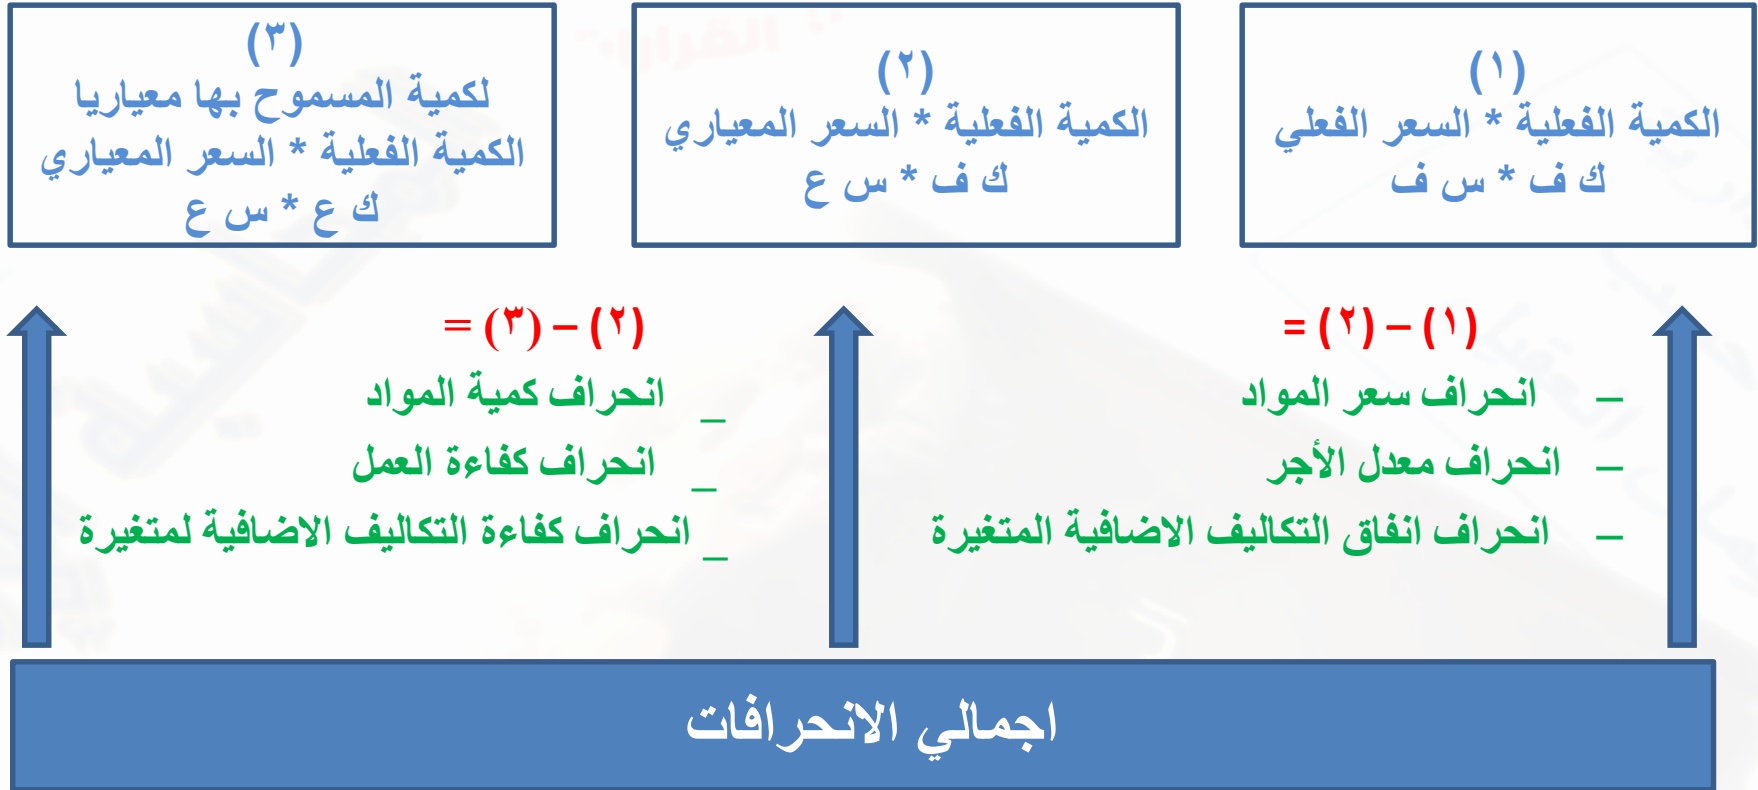 (١)
الكمية الفعلية * السعر الفعلي
ك ف * س ف
(٢)
الكمية الفعلية * السعر المعياري
ك ف * س ع
(٣)
لكمية المسموح بها معياريا
الكمية الفعلية * السعر المعياري
ك ع * س ع
(١) – (٢) =
– انحراف سعر المواد
– انحراف معدل الأجر
– انحراف انفاق التكاليف الاضافية المتغيرة
(٢) – (٣) =
_ انحراف كمية المواد
_ انحراف كفاءة العمل
_ انحراف كفاءة التكاليف الاضافية لمتغيرة
اجمالي الانحرافات